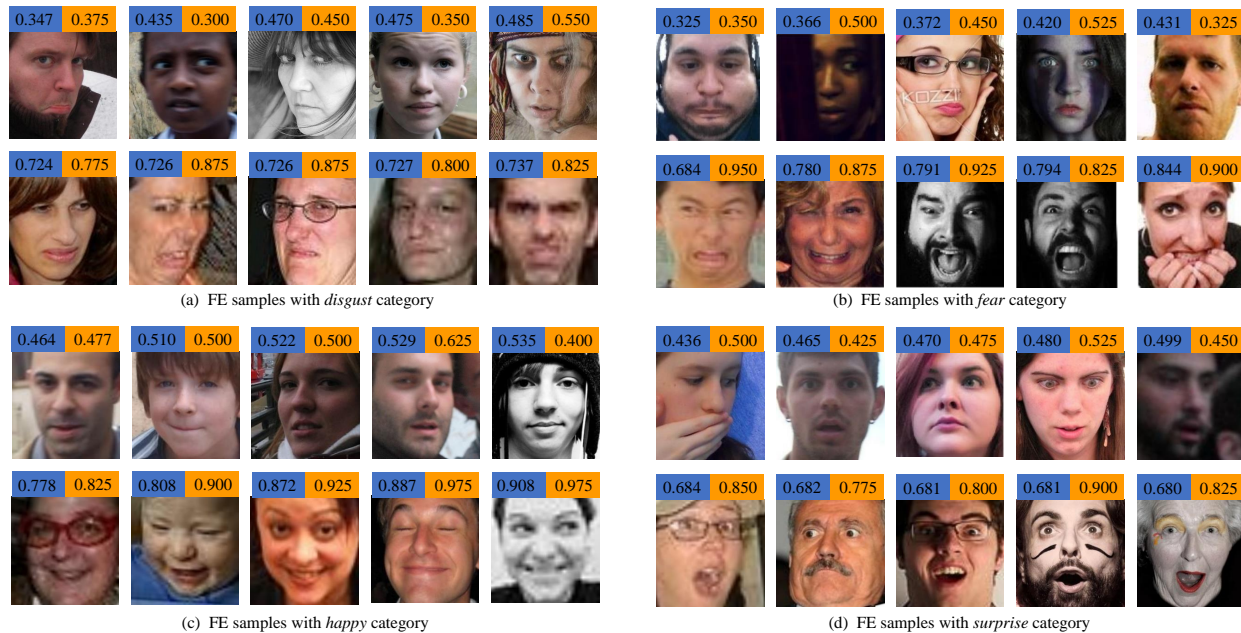 0.347 0.375 0.435 0.300 0.470 0.450 0.475 0.350 0.485 0.550
0.724 0.775 0.726 0.875 0.726 0.875 0.727 0.800 0.737 0.825
(a) FE samples with disgust category
0.325 0.350 0.366 0.500 0.372 0.450 0.420 0.525 0.431 0.325
KOZZI
0.684 0.950 0.780 0.875 0.791 0.925 0.794 0.825 0.844 0.900
(b) FE samples with fear category
0.464 0.477 0.510 0.500 0.522 0.500 0.529 0.625 0.535 0.400
0.778 0.825 0.808 0.900 0.872 0.925 0.887 0.975 0.908 0.975
(c) FE samples with happy category
0.436 0.500 0.465 0.425 0.470 0.475 0.480 0.525 0.499 0.450
0.684 0.850 0.682 0.775 0.681 0.800 0.681 0.900 0.680 0.825
(d) FE samples with surprise category